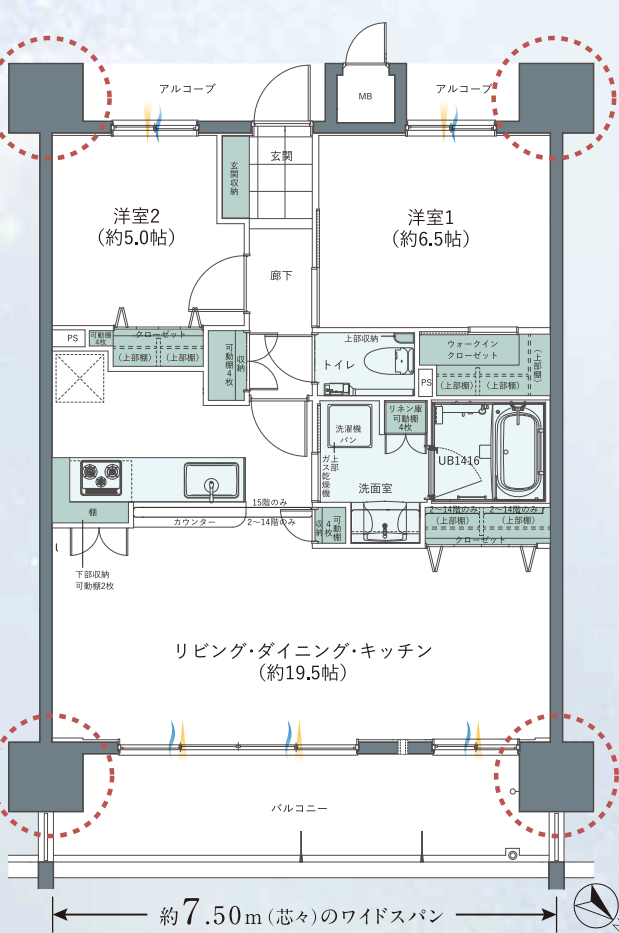 アルコーブ
MB
アルコーブ
玄関
玄関収納
洋室2
(約5.0帖)
洋室1
(約6.5帖)
廊下
PS
可動棚
4枚
クローゼット
(上部棚)
(上部棚)
収納
可動棚4枚
上部収納
トイレ
PS
ウォークイン
クローゼット
(上部棚)
(上部棚)
(上部棚)
洗濯機
パン
上部
ガス乾燥機
リネン庫
可動棚
4枚
洗面室
UB1416
棚
カウンター
15階のみ
2〜14階のみ
収納
可動棚
4枚
2〜14階のみ
(上部棚)
2〜14階のみ
(上部棚)
クローゼット
下部収納
可動棚2枚
リビング・ダイニング・キッチン
(約19.5帖)
バルコニー
約7.50m(芯々)のワイドスパン